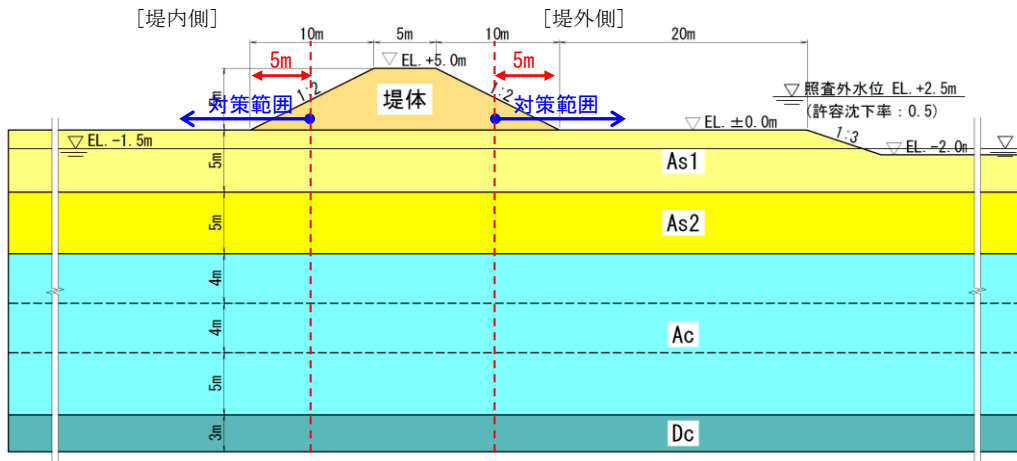 [堤内側]
[堤外側]
10m
5m
10m
20m
5m
5m
▽ EL.+5.0m
1:2
1:2
堤体
対策範囲
対策範囲
▽ 照査外水位 EL.+2.5m
(許容沈下率:0.5)
▽ EL.±0.0m
1:3
▽ EL.-1.5m
▽ EL.-2.0m
▽
5m
As1
5m
As2
4m
4m
Ac
5m
3m
Dc